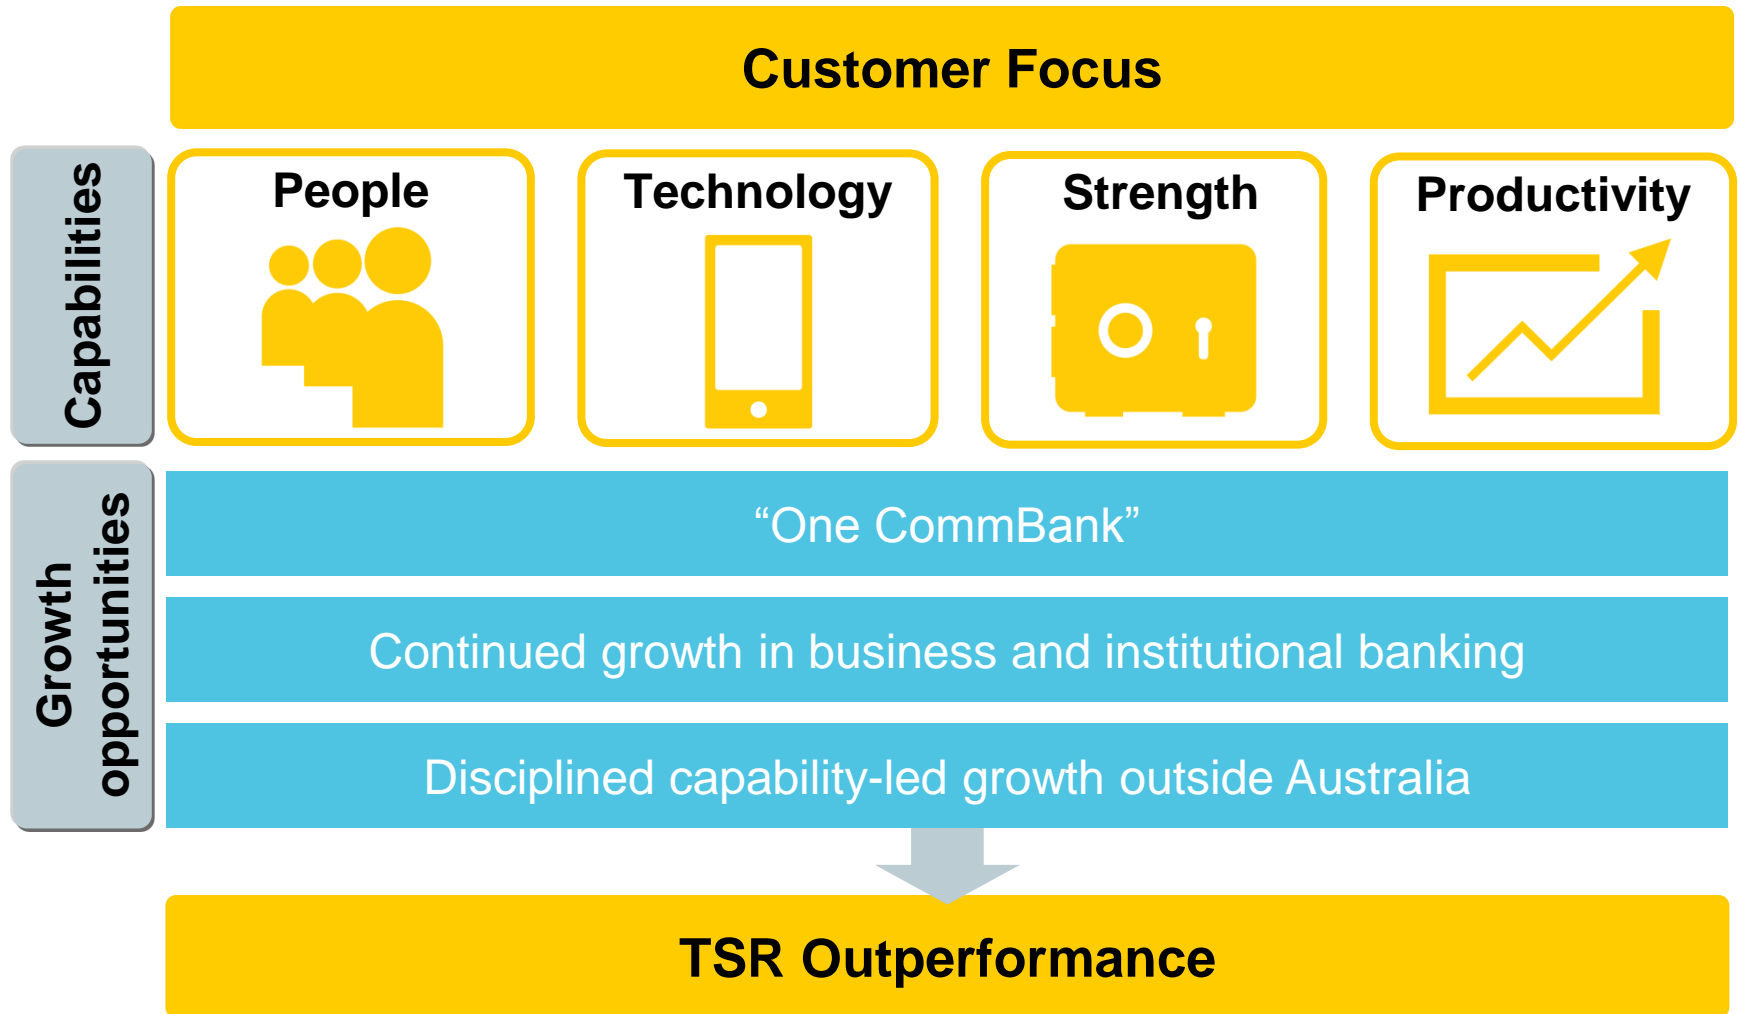 Customer Focus
Capabilities
People
Technology
Strength
Productivity
Growth
opportunities
“One CommBank”
Continued growth in business and institutional banking
Disciplined capability-led growth outside Australia
TSR Outperformance